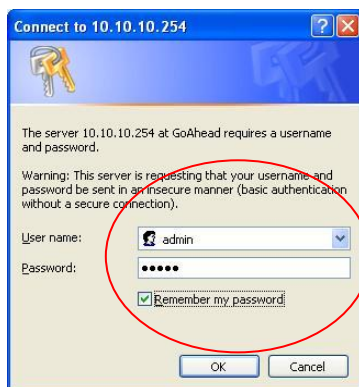 Connect to 10.10.10.254
The server 10.10.10.254 at GoAhead requires a username
and password.
Warning: This server is requesting that your username and
password be sent in an insecure manner (basic authentication
without a secure connection).
User name:
admin
Password:
•••••
Remember my password
OK
Cancel